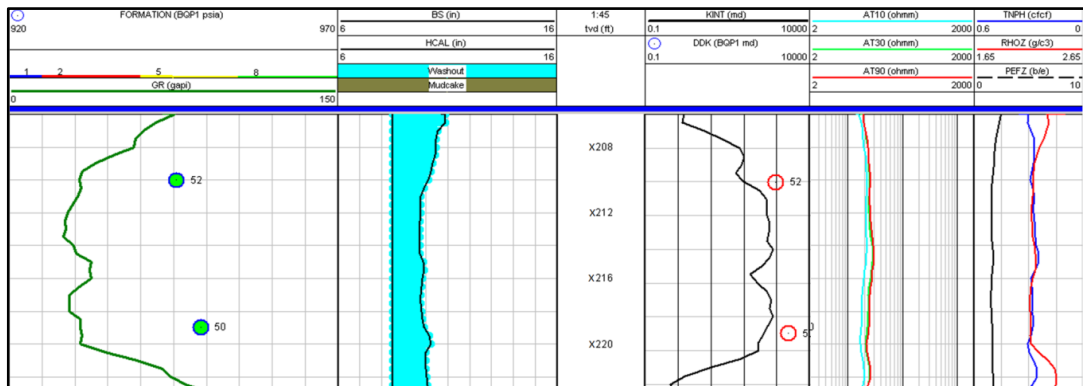 FORMATION (BQP1 psia)
920 970
1 2 5 8
GR (gapi)
0 150
BS (in)
6 16
HCAL (in)
6 16
Washout
Mudcake
1:45
tvd (ft)
KINT (md)
0.1 10000
DDK (BQP1 md)
0.1 10000
AT10 (ohmm)
2 2000
AT30 (ohmm)
2 2000
AT90 (ohmm)
2 2000
TNPH (cfcf)
0.6 0
RHOZ (g/c3)
1.65 2.65
PEFZ (b/e)
0 10
X208
52 52
X212
X216
50
X220